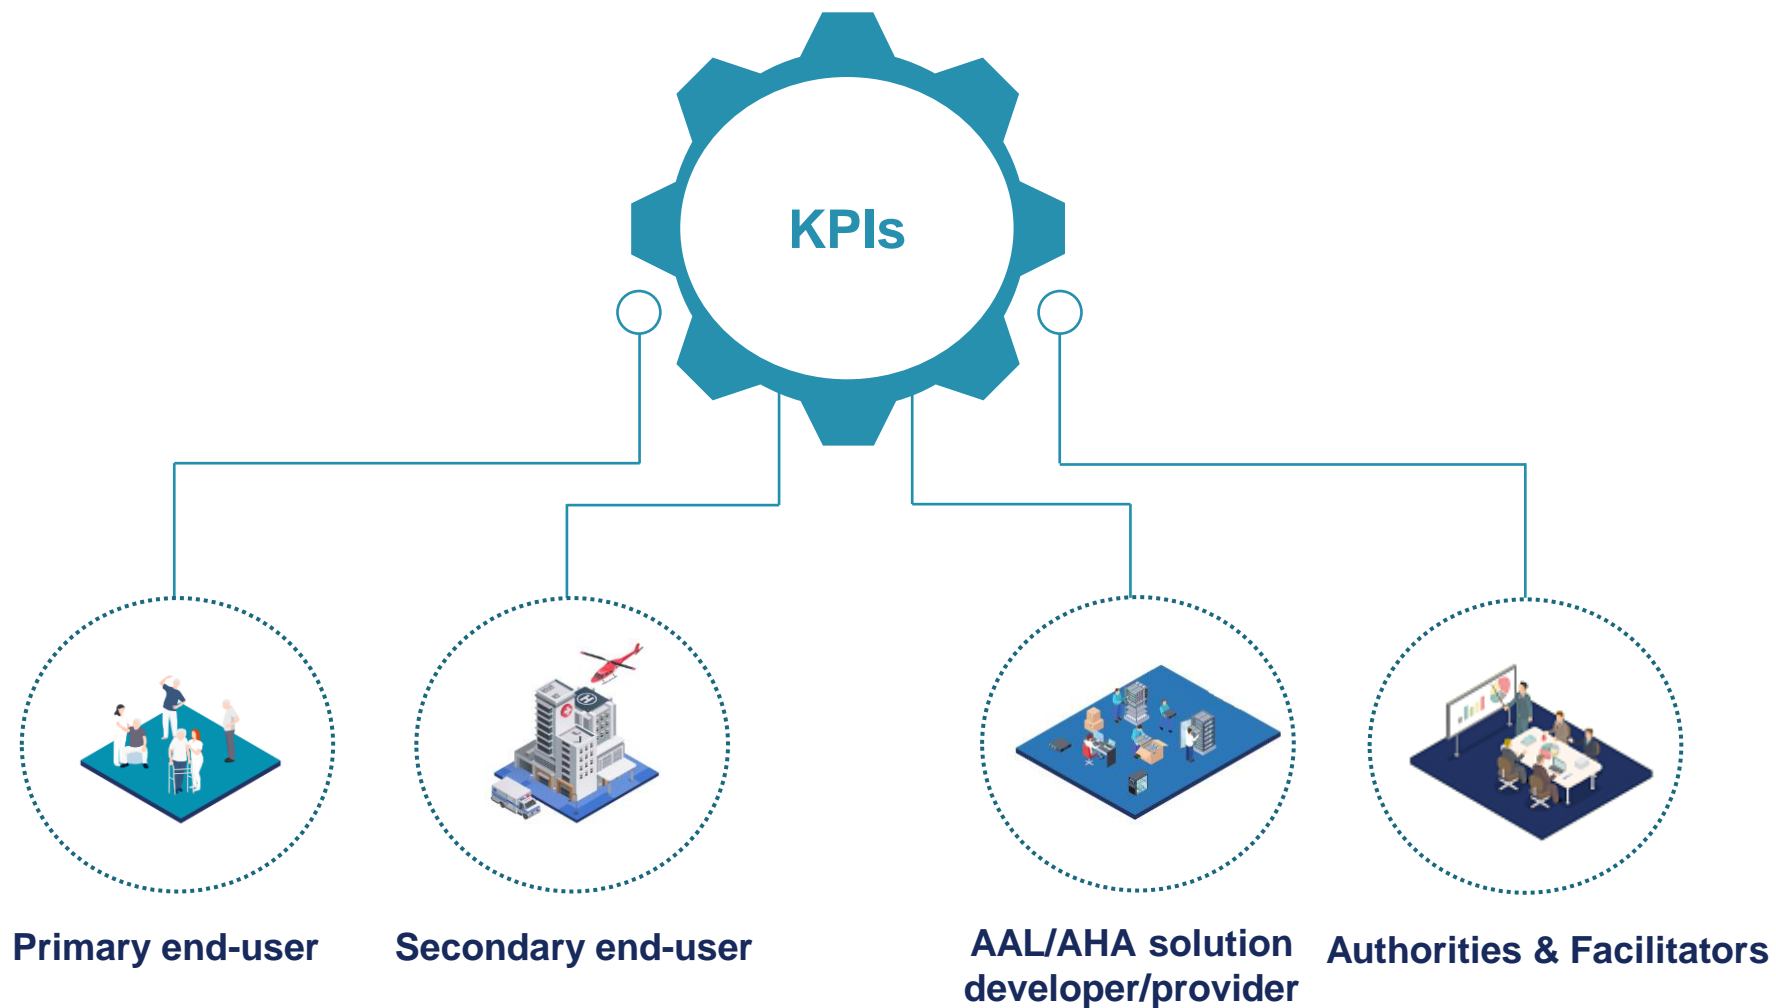 KPIs
H
Primary end-user
Secondary end-user
AAL/AHA solution
developer/provider
Authorities & Facilitators